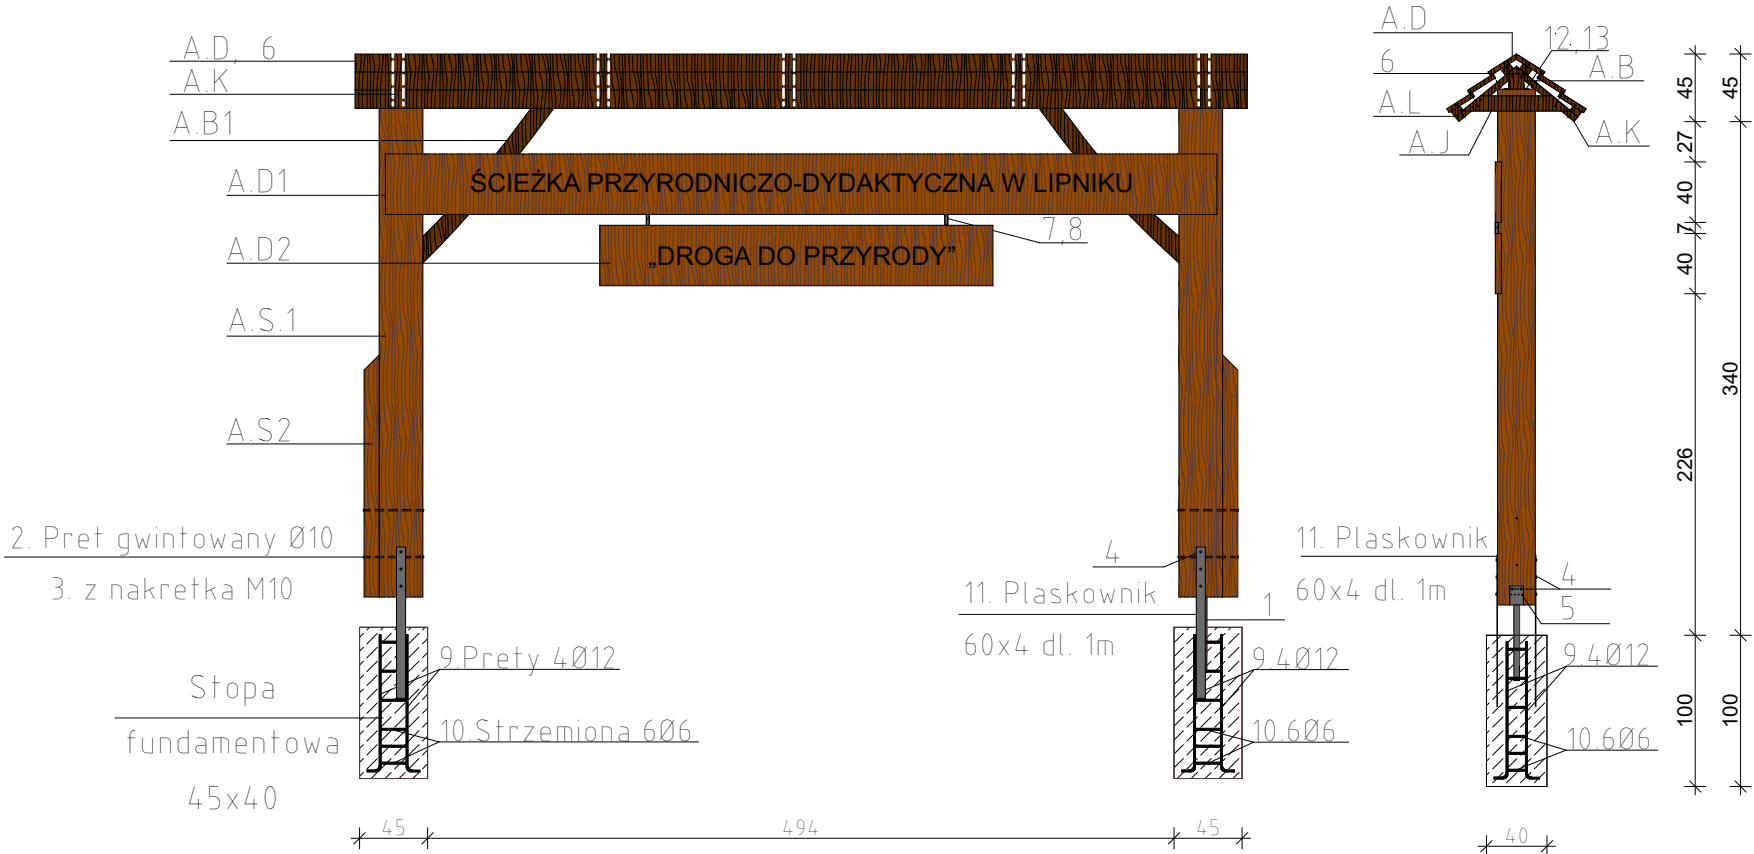 A.D, 6
A.K
A.B1
A.D1
ŚCIEŻKA PRZYRODNICZO-DYDAKTYCZNA W LIPNIKU
7,8
A.D2
„DROGA DO PRZYRODY”
A.S.1
A.S2
2. Pret gwintowany Ø10
3. z nakretka M10
4
11. Plaskownik
60x4 dl. 1m
1
9.Prety 4Ø12
Stopa
fundamentowa
45x40
10.Strzemiona 6Ø6
9.4Ø12
10.6Ø6
45
494
45
A.D
12,13
6
A.B
A.L
A.J
A.K
11. Plaskownik
60x4 dl. 1m
4
5
9.4Ø12
10.6Ø6
40
45
27
40
7
40
226
100
45
340
100